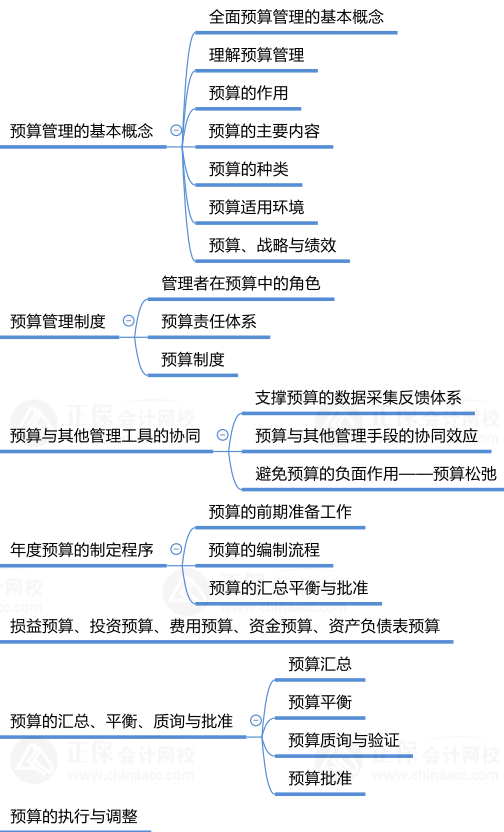 全面预算管理的基本概念
理解预算管理
预算的作用
预算管理的基本概念
预算的主要内容
预算的种类
预算适用环境
预算、战略与绩效
管理者在预算中的角色
预算管理制度
预算责任体系
预算制度
支撑预算的数据采集反馈体系
预算与其他管理工具的协同
预算与其他管理手段的协同效应
避免预算的负面作用——预算松弛
预算的前期准备工作
年度预算的制定程序
预算的编制流程
预算的汇总平衡与批准
损益预算、投资预算、费用预算、资金预算、资产负债表预算
预算汇总
预算平衡
预算的汇总、平衡、质询与批准
预算质询与验证
预算批准
预算的执行与调整
正保会计网校
www.chinaacc.com